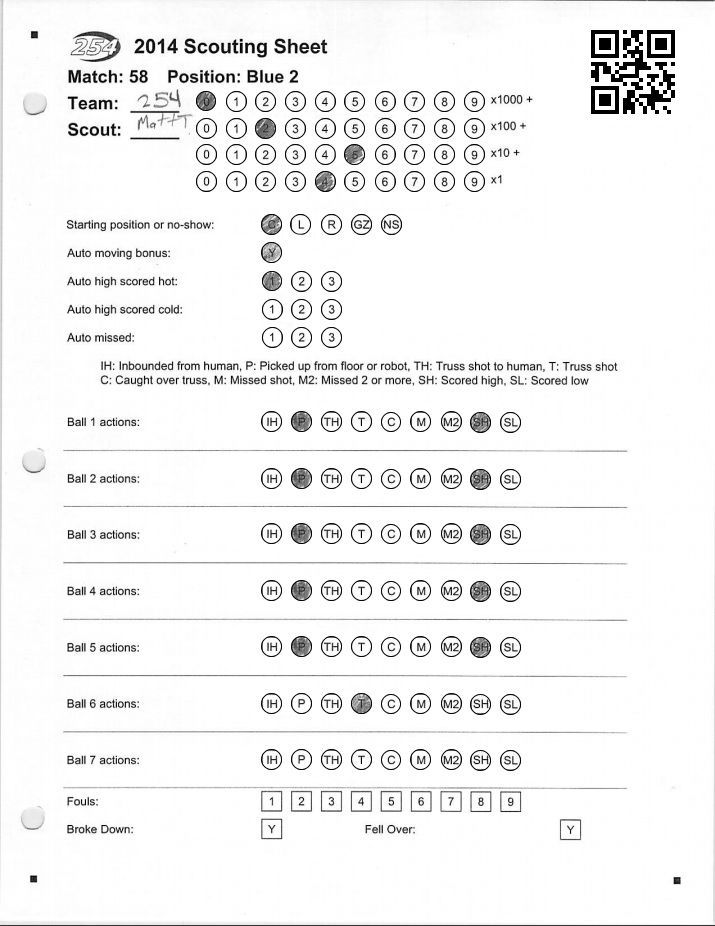 254 2014 Scouting Sheet
Match: 58 Position: Blue 2
Team: 254 0 1 2 3 4 5 6 7 8 9 x1000 +
Scout: MattT 0 1 2 3 4 5 6 7 8 9 x100 +
0 1 2 3 4 5 6 7 8 9 x10 +
0 1 2 3 4 5 6 7 8 9 x1
Starting position or no-show: C L R GZ NS
Auto moving bonus: Y
Auto high scored hot: 1 2 3
Auto high scored cold: 1 2 3
Auto missed: 1 2 3
IH: Inbounded from human, P: Picked up from floor or robot, TH: Truss shot to human, T: Truss shot
C: Caught over truss, M: Missed shot, M2: Missed 2 or more, SH: Scored high, SL: Scored low
Ball 1 actions: IH P TH T C M M2 SH SL
Ball 2 actions: IH P TH T C M M2 SH SL
Ball 3 actions: IH P TH T C M M2 SH SL
Ball 4 actions: IH P TH T C M M2 SH SL
Ball 5 actions: IH P TH T C M M2 SH SL
Ball 6 actions: IH P TH T C M M2 SH SL
Ball 7 actions: IH P TH T C M M2 SH SL
Fouls: 1 2 3 4 5 6 7 8 9
Broke Down: Y Fell Over: Y